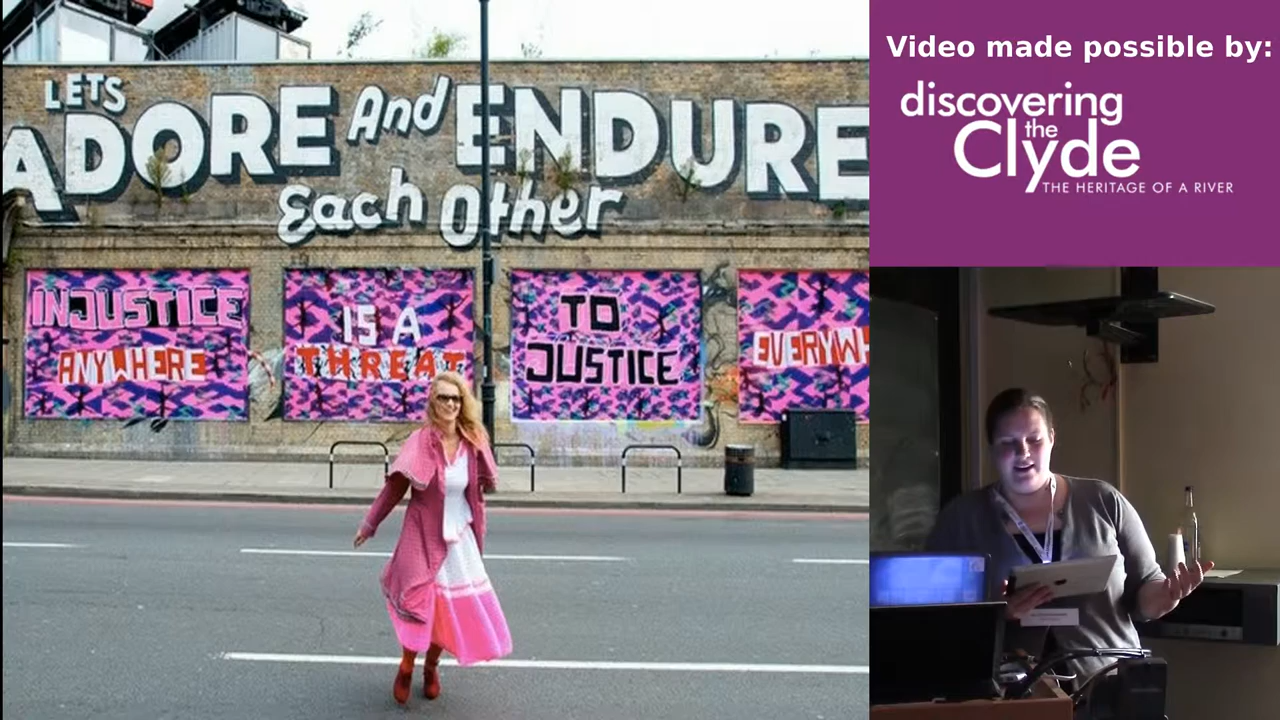 LETS
ADORE And ENDURE
Each Other
INJUSTICE
ANYWHERE
IS A
THREAT
TO
JUSTICE
Video made possible by:
discovering
the
Clyde
THE HERITAGE OF A RIVER